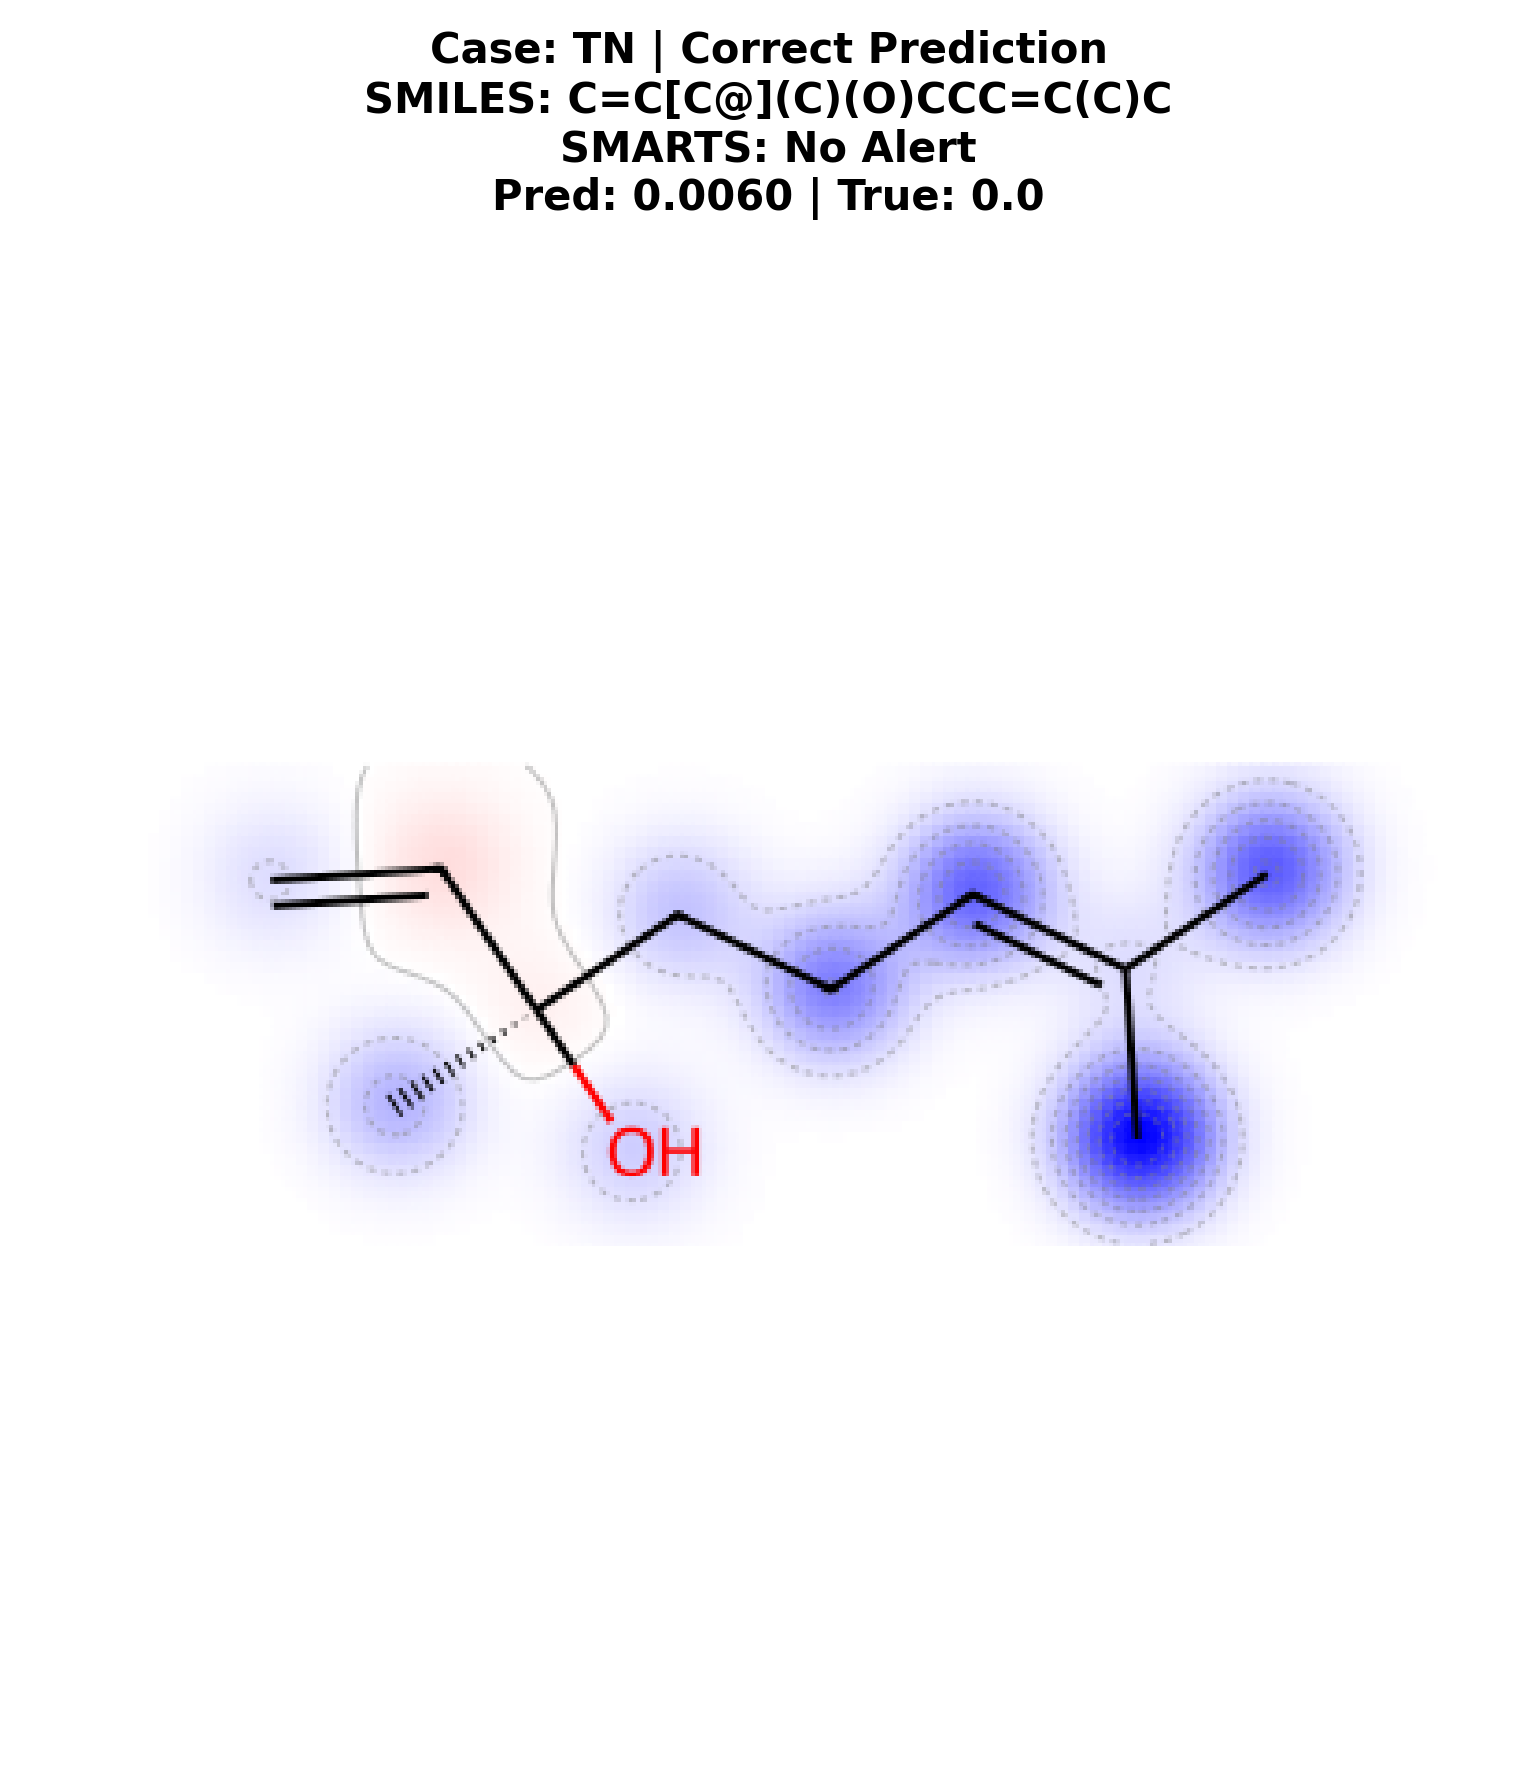 Case: TN | Correct Prediction
SMILES: C=C[C@](C)(O)CCC=C(C)C
SMARTS: No Alert
Pred: 0.0060 | True: 0.0
OH